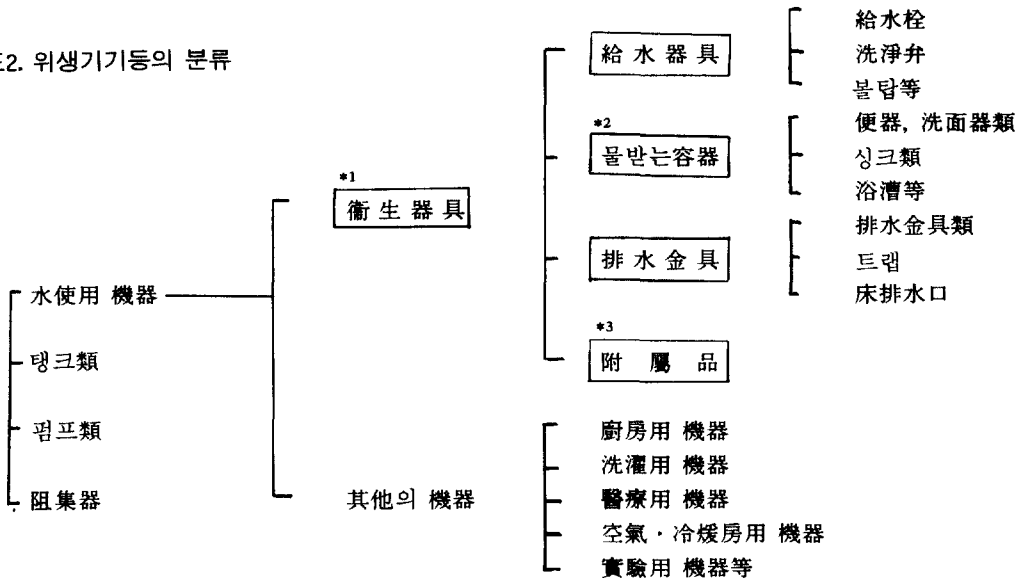 2. 위생기기등의 분류
水使用 機器
탱크類
펌프類
阻集器
*1
衛生器具
其他의 機器
給水器具
*2
물받는容器
排水金具
*3
附屬品
給水栓
洗淨弁
볼탑等
便器, 洗面器類
싱크類
浴漕等
排水金具類
트랩
床排水口
廚房用 機器
洗濯用 機器
醫療用 機器
空氣·冷煖房用 機器
實驗用 機器等